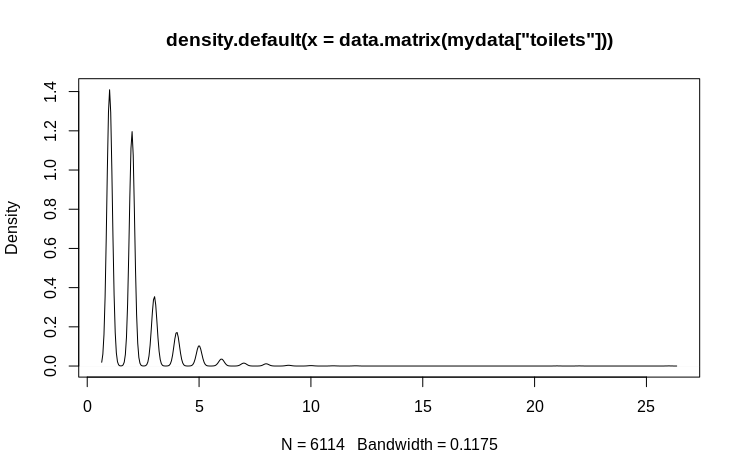 density.default(x = data.matrix(mydata["toilets"]))
Density
1.4
1.2
1.0
0.8
0.6
0.4
0.2
0.0
0 5 10 15 20 25
N = 6114 Bandwidth = 0.1175